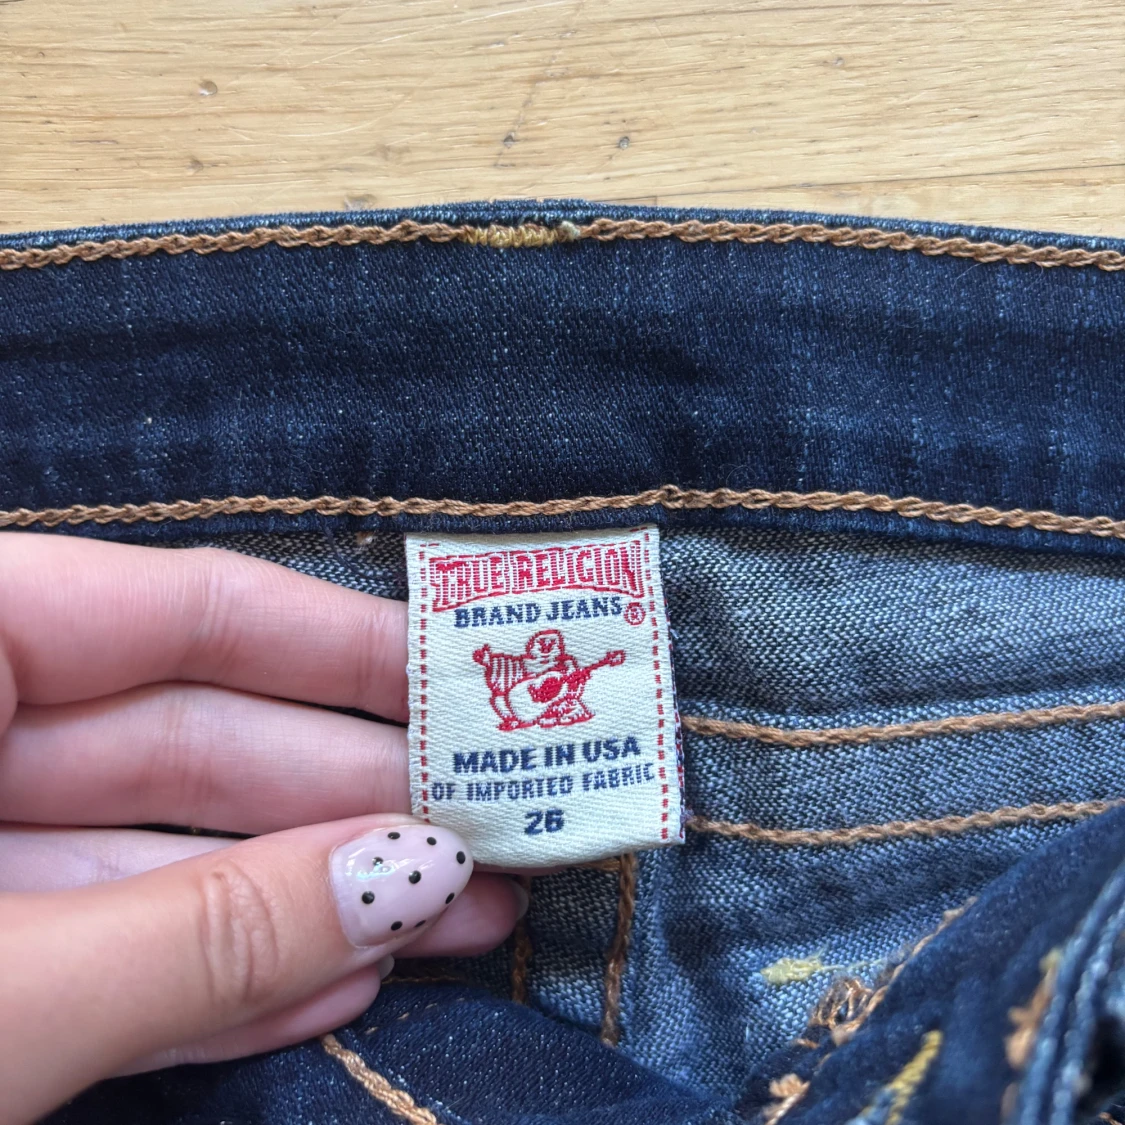 TRUE RELIGION
BRAND JEANS®
MADE IN USA
OF IMPORTED FABRIC
26